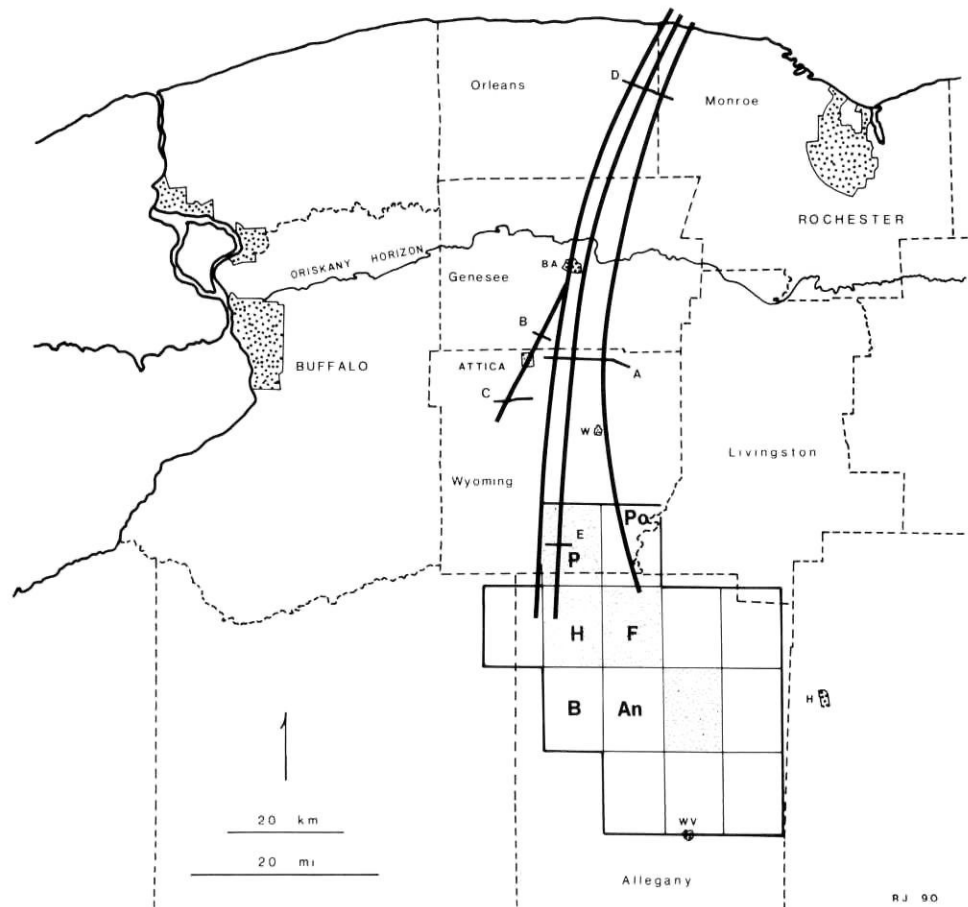 D
Orleans
Monroe
ROCHESTER
ORISKANY HORIZON
BA
Genesee
B
BUFFALO
ATTICA
A
C
W
Livingston
Wyoming
Po
E
P
H F
H
B An
20 km
WV
20 mi
Allegany
RJ 90